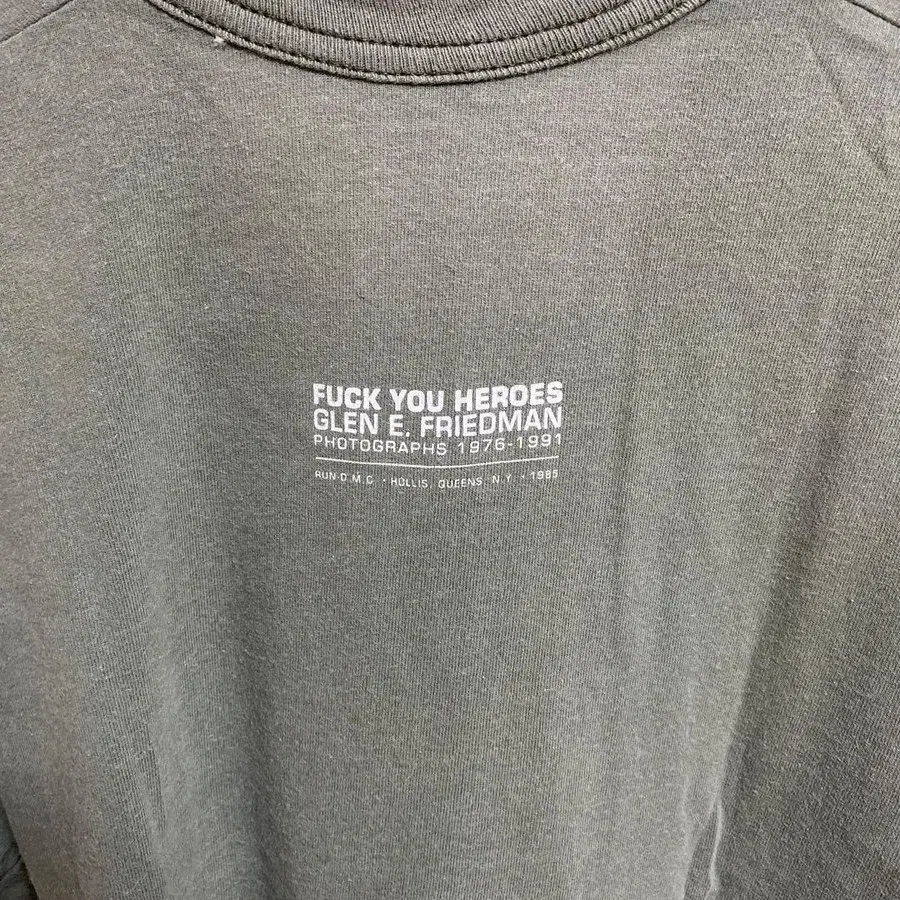 FUCK YOU HEROES
GLEN E. FRIEDMAN
PHOTOGRAPHS 1976-1991
RUN-D.M.C. • HOLLIS, QUEENS, N.Y. • 1985